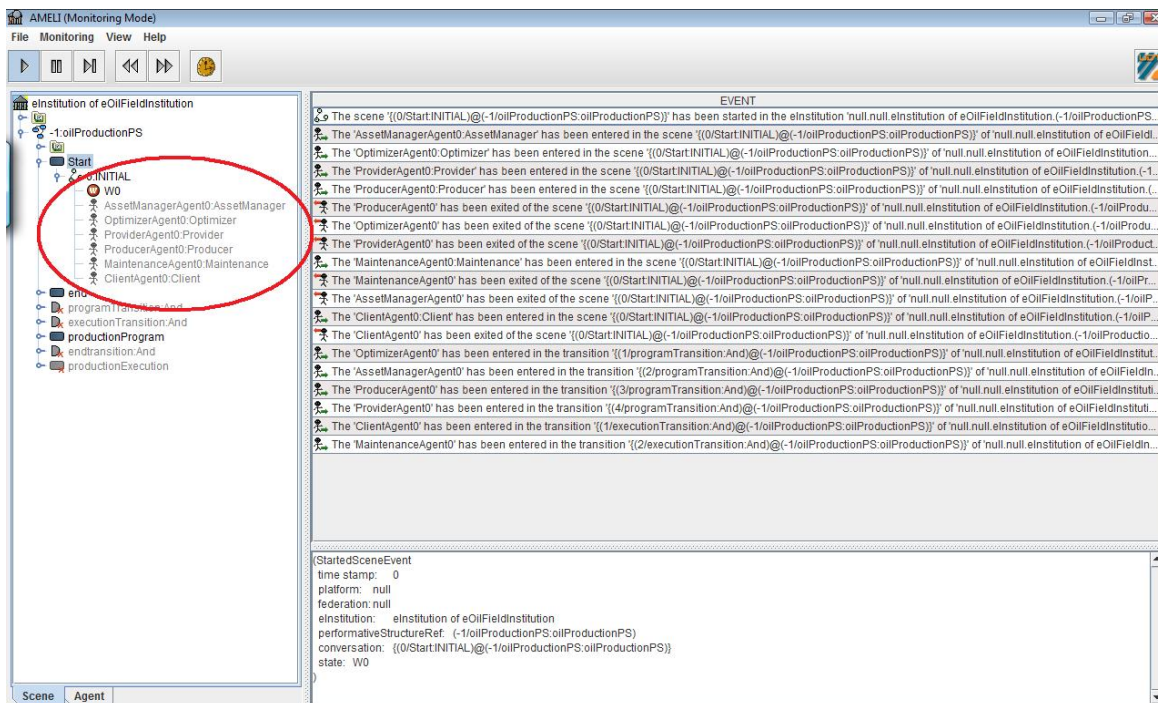 AMELI (Monitoring Mode)
File Monitoring View Help
eInstitution of eOilFieldInstitution
-1:oilProductionPS
Start
0:INITIAL
W0
AssetManagerAgent0:AssetManager
OptimizerAgent0:Optimizer
ProviderAgent0:Provider
ProducerAgent0:Producer
MaintenanceAgent0:Maintenance
ClientAgent0:Client
end
programTransition:And
executionTransition:And
productionProgram
endtransition:And
productionExecution
Scene Agent
EVENT
The scene '{(0/Start:INITIAL)@(-1/oilProductionPS:oilProductionPS)}' has been started in the eInstitution 'null.null.eInstitution of eOilFieldInstitution.(-1/oilProductionPS...
The 'AssetManagerAgent0:AssetManager' has been entered in the scene '{(0/Start:INITIAL)@(-1/oilProductionPS:oilProductionPS)}' of 'null.null.eInstitution of eOilFieldI...
The 'OptimizerAgent0:Optimizer' has been entered in the scene '{(0/Start:INITIAL)@(-1/oilProductionPS:oilProductionPS)}' of 'null.null.eInstitution of eOilFieldInstitution....
The 'ProviderAgent0:Provider' has been entered in the scene '{(0/Start:INITIAL)@(-1/oilProductionPS:oilProductionPS)}' of 'null.null.eInstitution of eOilFieldInstitution.(-1...
The 'ProducerAgent0:Producer' has been entered in the scene '{(0/Start:INITIAL)@(-1/oilProductionPS:oilProductionPS)}' of 'null.null.eInstitution of eOilFieldInstitution.(...
The 'ProducerAgent0' has been exited of the scene '{(0/Start:INITIAL)@(-1/oilProductionPS:oilProductionPS)}' of 'null.null.eInstitution of eOilFieldInstitution.(-1/oilProdu...
The 'OptimizerAgent0' has been exited of the scene '{(0/Start:INITIAL)@(-1/oilProductionPS:oilProductionPS)}' of 'null.null.eInstitution of eOilFieldInstitution.(-1/oilProdu...
The 'ProviderAgent0' has been exited of the scene '{(0/Start:INITIAL)@(-1/oilProductionPS:oilProductionPS)}' of 'null.null.eInstitution of eOilFieldInstitution.(-1/oilProduct...
The 'MaintenanceAgent0:Maintenance' has been entered in the scene '{(0/Start:INITIAL)@(-1/oilProductionPS:oilProductionPS)}' of 'null.null.eInstitution of eOilFieldInst...
The 'MaintenanceAgent0' has been exited of the scene '{(0/Start:INITIAL)@(-1/oilProductionPS:oilProductionPS)}' of 'null.null.eInstitution of eOilFieldInstitution.(-1/oilPr...
The 'AssetManagerAgent0' has been exited of the scene '{(0/Start:INITIAL)@(-1/oilProductionPS:oilProductionPS)}' of 'null.null.eInstitution of eOilFieldInstitution.(-1/oilP...
The 'ClientAgent0:Client' has been entered in the scene '{(0/Start:INITIAL)@(-1/oilProductionPS:oilProductionPS)}' of 'null.null.eInstitution of eOilFieldInstitution.(-1/oilP...
The 'ClientAgent0' has been exited of the scene '{(0/Start:INITIAL)@(-1/oilProductionPS:oilProductionPS)}' of 'null.null.eInstitution of eOilFieldInstitution.(-1/oilProductio...
The 'OptimizerAgent0' has been entered in the transition '{(1/programTransition:And)@(-1/oilProductionPS:oilProductionPS)}' of 'null.null.eInstitution of eOilFieldInstitut...
The 'AssetManagerAgent0' has been entered in the transition '{(2/programTransition:And)@(-1/oilProductionPS:oilProductionPS)}' of 'null.null.eInstitution of eOilFieldIn...
The 'ProducerAgent0' has been entered in the transition '{(3/programTransition:And)@(-1/oilProductionPS:oilProductionPS)}' of 'null.null.eInstitution of eOilFieldInstituti...
The 'ProviderAgent0' has been entered in the transition '{(4/programTransition:And)@(-1/oilProductionPS:oilProductionPS)}' of 'null.null.eInstitution of eOilFieldInstituti...
The 'ClientAgent0' has been entered in the transition '{(1/executionTransition:And)@(-1/oilProductionPS:oilProductionPS)}' of 'null.null.eInstitution of eOilFieldInstitutio...
The 'MaintenanceAgent0' has been entered in the transition '{(2/executionTransition:And)@(-1/oilProductionPS:oilProductionPS)}' of 'null.null.eInstitution of eOilFieldIn...
(StartedSceneEvent
time stamp: 0
platform: null
federation: null
eInstitution: eInstitution of eOilFieldInstitution
performativeStructureRef: (-1/oilProductionPS:oilProductionPS)
conversation: {(0/Start:INITIAL)@(-1/oilProductionPS:oilProductionPS)}
state: W0
)